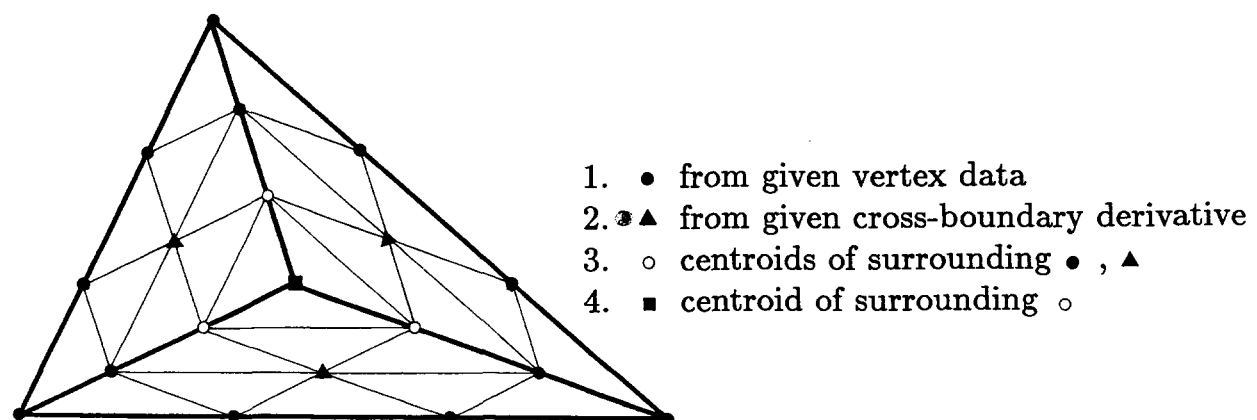 1. ● from given vertex data
2. ▲ from given cross-boundary derivative
3. ○ centroids of surrounding ● , ▲
4. ■ centroid of surrounding ○